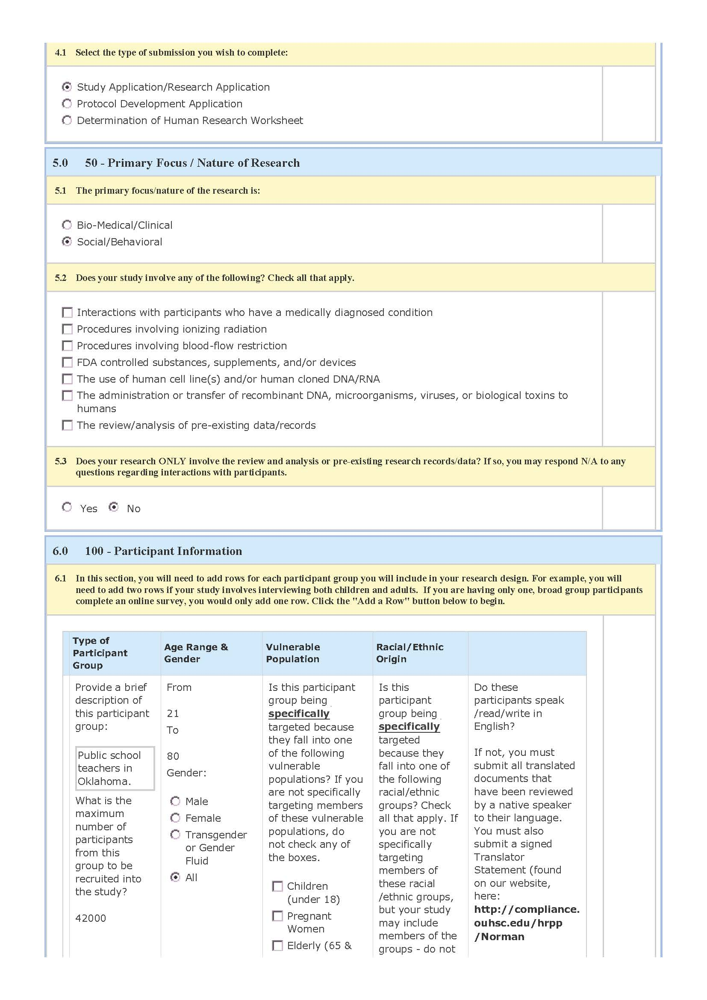 4.1 Select the type of submission you wish to complete:
Study Application/Research Application
Protocol Development Application
Determination of Human Research Worksheet
5.0 50 - Primary Focus / Nature of Research
5.1 The primary focus/nature of the research is:
Bio-Medical/Clinical
Social/Behavioral
5.2 Does your study involve any of the following? Check all that apply.
Interactions with participants who have a medically diagnosed condition
Procedures involving ionizing radiation
Procedures involving blood-flow restriction
FDA controlled substances, supplements, and/or devices
The use of human cell line(s) and/or human cloned DNA/RNA
The administration or transfer of recombinant DNA, microorganisms, viruses, or biological toxins to
humans
The review/analysis of pre-existing data/records
5.3 Does your research ONLY involve the review and analysis or pre-existing research records/data? If so, you may respond N/A to any
questions regarding interactions with participants.
Yes No
6.0 100 - Participant Information
6.1 In this section, you will need to add rows for each participant group you will include in your research design. For example, you will
need to add two rows if your study involves interviewing both children and adults. If you are having only one, broad group participants
complete an online survey, you would only add one row. Click the "Add a Row" button below to begin.
Type of
Participant
Group
Age Range &
Gender
Vulnerable
Population
Racial/Ethnic
Origin
Provide a brief
description of
this participant
group:
Public school
teachers in
Oklahoma.
What is the
maximum
number of
participants
from this
group to be
recruited into
the study?
42000
From
21
To
80
Gender:
Male
Female
Transgender
or Gender
Fluid
All
Is this participant
group being
specifically
targeted because
they fall into one
of the following
vulnerable
populations? If you
are not specifically
targeting members
of these vulnerable
populations, do
not check any of
the boxes.
Children
(under 18)
Pregnant
Women
Elderly (65 &
Is this
participant
group being
specifically
targeted
because they
fall into one of
the following
racial/ethnic
groups? Check
all that apply. If
you are not
specifically
targeting
members of
these racial
/ethnic groups,
but your study
may include
members of the
groups - do not
Do these
participants speak
/read/write in
English?
If not, you must
submit all translated
documents that
have been reviewed
by a native speaker
to their language.
You must also
submit a signed
Translator
Statement (found
on our website,
here:
http://compliance.
ouhsc.edu/hrpp
/Norman